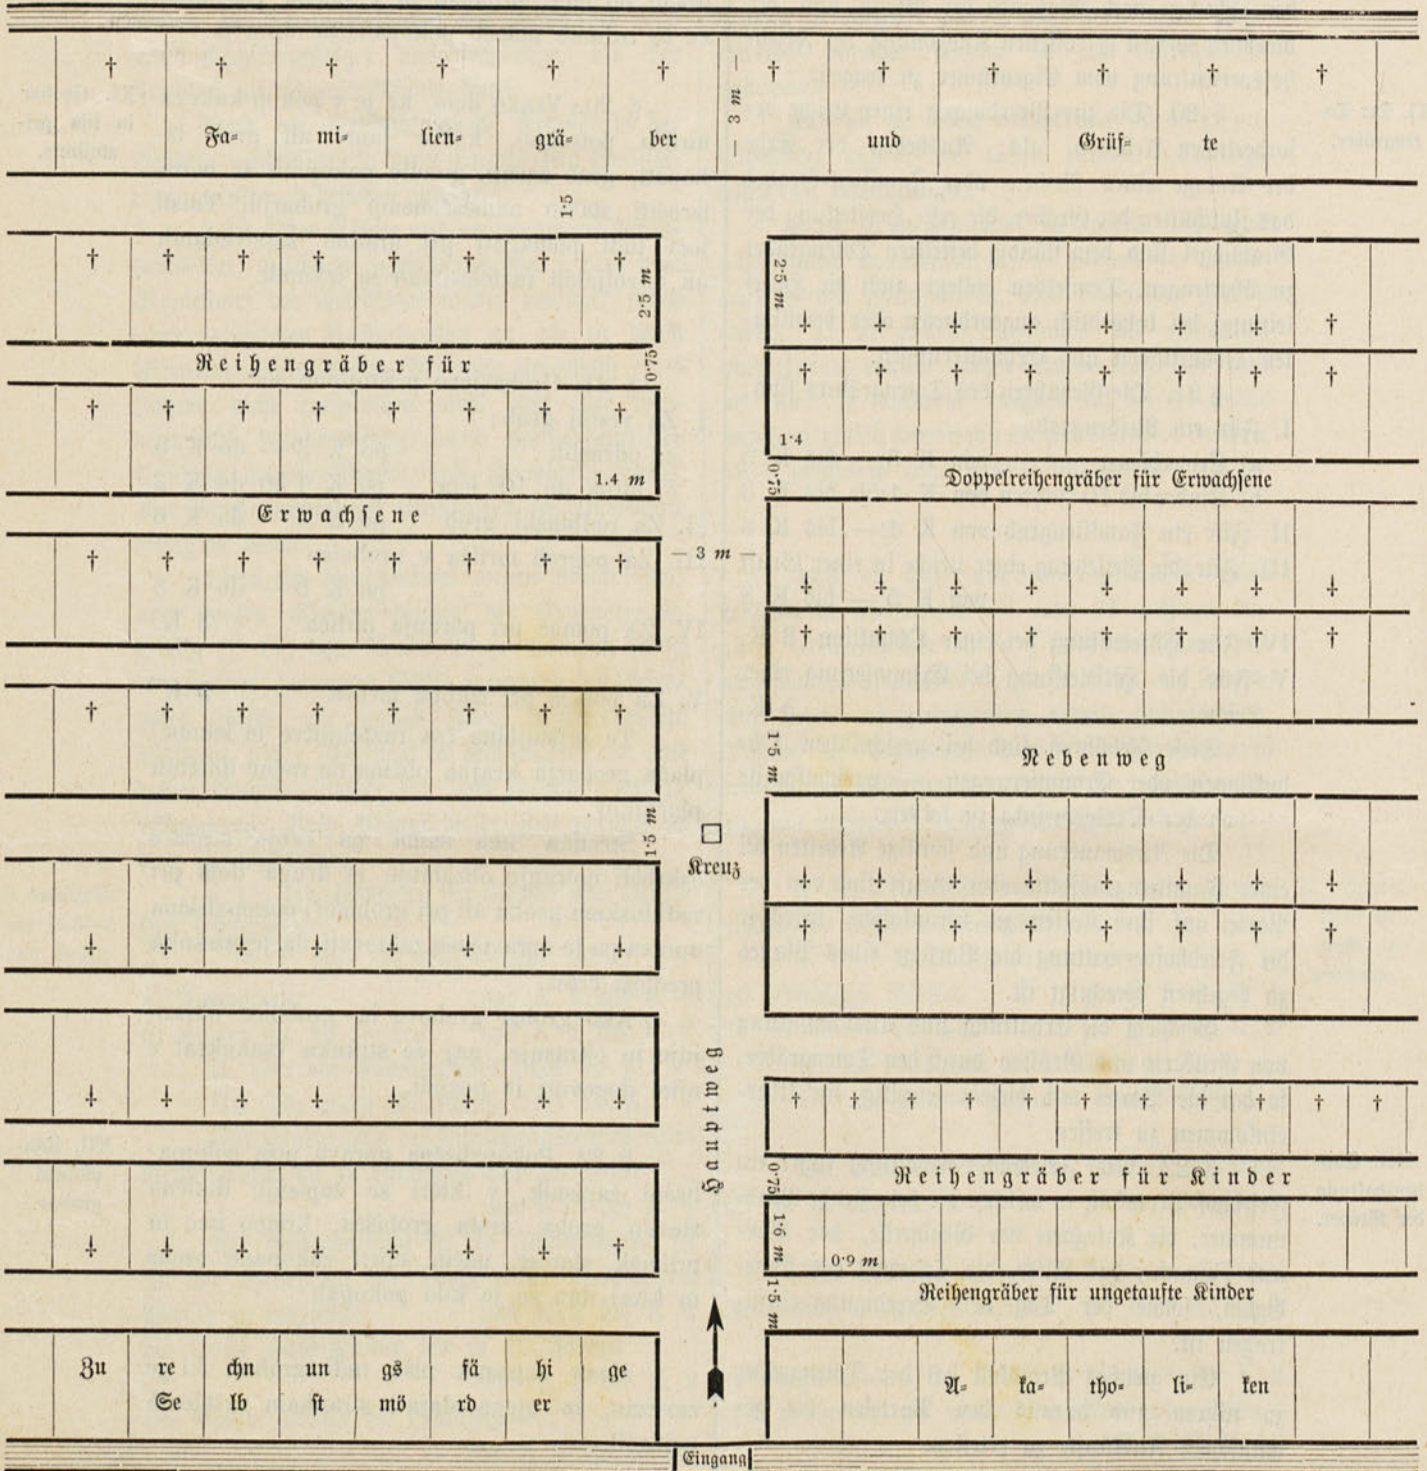 † † † † † † † † † † † †
Fa- mi- lien- grä- ber — 3 m — und Grüf- te
1·5
† † † † † † † † 2·5 m
Reihengräber für 0·75
† † † † † † † †
1.4 m
Erwachsene
† † † † † † † †
† † † † † † † †
1·5 m
† † † † † † † †
† † † † † † † †
† † † † † † † †
Zu re chn un gs fä hi ge
Se lb st mö rd er
— 3 m —
Kreuz
Hauptweg
2·5 m
† † † † † † † †
† † † † † † † †
1·4
0·75 Doppelreihengräber für Erwachsene
† † † † † † † †
† † † † † † † †
1·5 m Nebenweg
† † † † † † † †
† † † † † † † †
† † † † † † † † † † †
0·75 Reihengräber für Kinder
1·6 m
0·9 m
1·5 m Reihengräber für ungetaufte Kinder
A- ka- tho- li- ken
Eingang